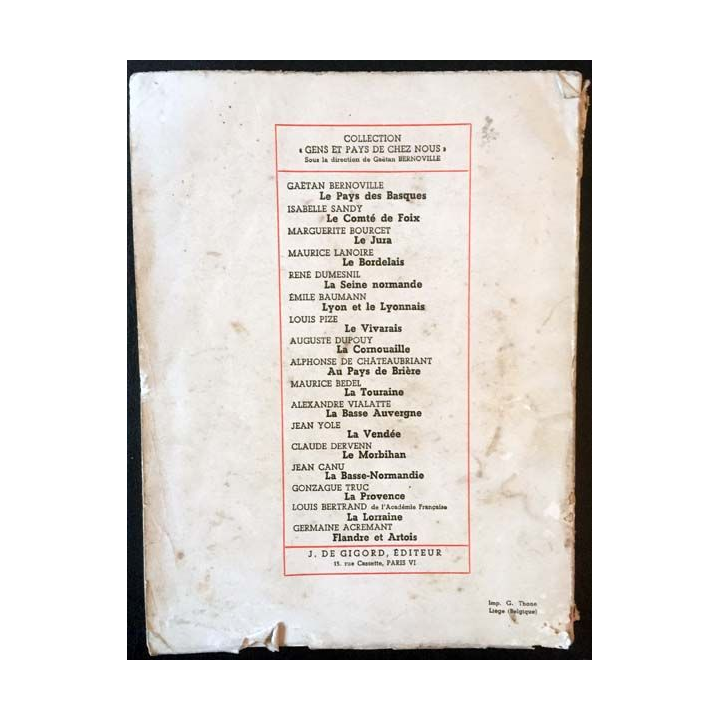 COLLECTION
« GENS ET PAYS DE CHEZ NOUS »
Sous la direction de Gaëtan BERNOVILLE
GAËTAN BERNOVILLE
Le Pays des Basques
ISABELLE SANDY
Le Comté de Foix
MARGUERITE BOURCET
Le Jura
MAURICE LANOIRE
Le Bordelais
RENÉ DUMESNIL
La Seine normande
ÉMILE BAUMANN
Lyon et le Lyonnais
LOUIS PIZE
Le Vivarais
AUGUSTE DUPOUY
La Cornouaille
ALPHONSE DE CHÂTEAUBRIANT
Au Pays de Brière
MAURICE BEDEL
La Touraine
ALEXANDRE VIALATTE
La Basse Auvergne
JEAN YOLE
La Vendée
CLAUDE DERVENN
Le Morbihan
JEAN CANU
La Basse-Normandie
GONZAGUE TRUC
La Provence
LOUIS BERTRAND de l'Académie Française
La Lorraine
GERMAINE ACREMANT
Flandre et Artois
J. DE GIGORD, ÉDITEUR
15, rue Cassette, PARIS VI
Imp. G. Thone
Liége (Belgique)